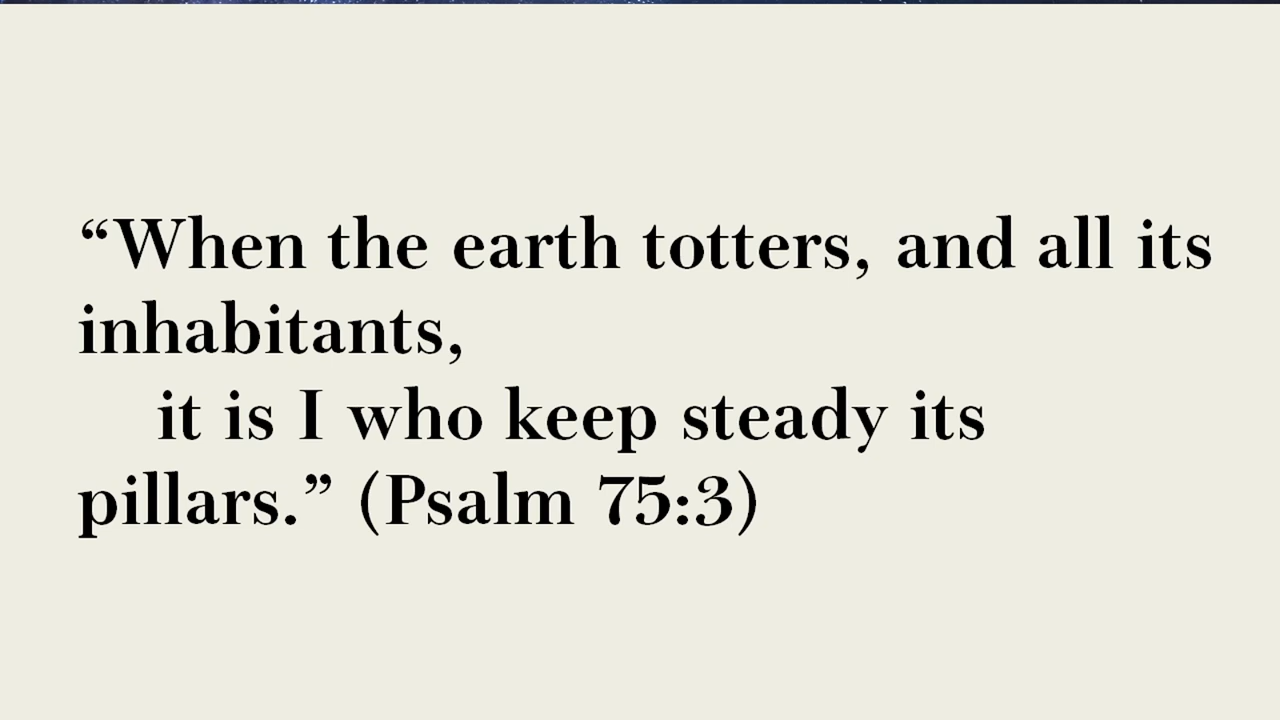 “When the earth totters, and all its
inhabitants,
it is I who keep steady its
pillars.” (Psalm 75:3)